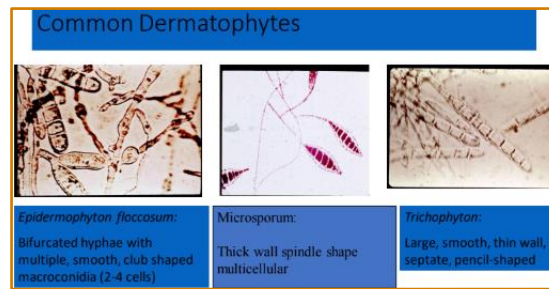 Common Dermatophytes
Epidermophyton floccosum:
Bifurcated hyphae with
multiple, smooth, club shaped
macroconidia (2-4 cells)
Microsporum:
Thick wall spindle shape
multicellular
Trichophyton:
Large, smooth, thin wall,
septate, pencil-shaped